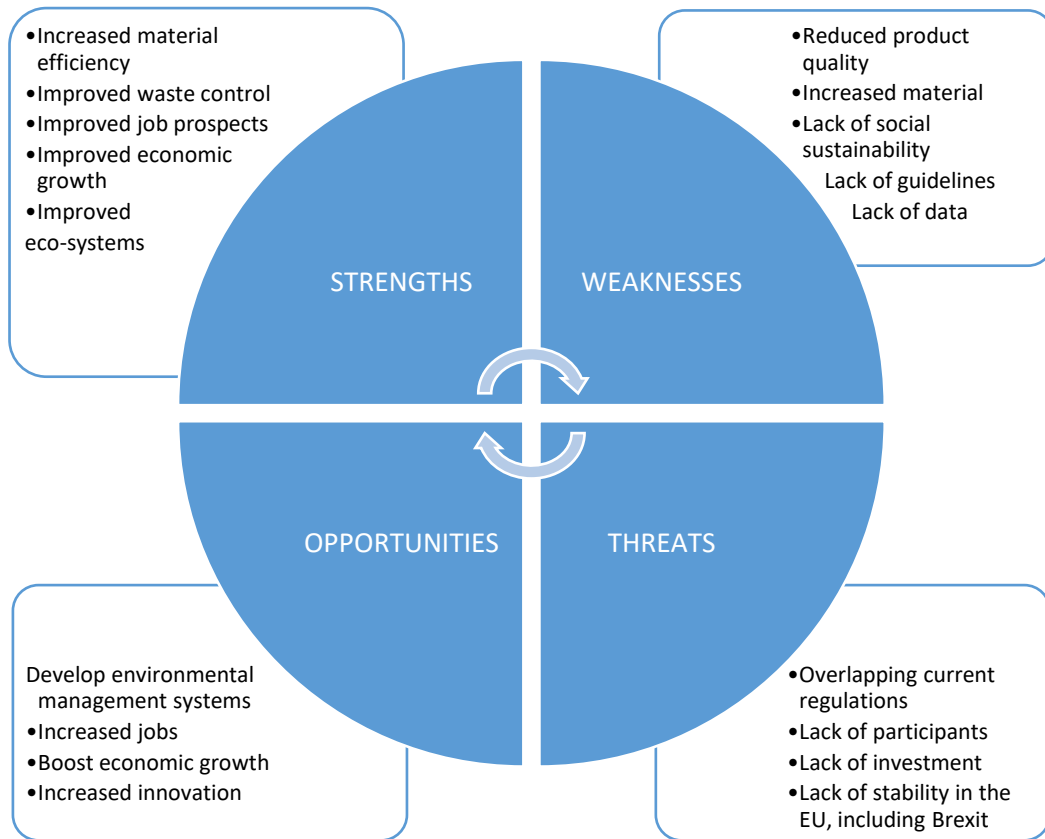 •Increased material
efficiency
•Improved waste control
•Improved job prospects
•Improved economic
growth
•Improved
eco-systems
•Reduced product
quality
•Increased material
•Lack of social
sustainability
Lack of guidelines
Lack of data
STRENGTHS
WEAKNESSES
OPPORTUNITIES
THREATS
Develop environmental
management systems
•Increased jobs
•Boost economic growth
•Increased innovation
•Overlapping current
regulations
•Lack of participants
•Lack of investment
•Lack of stability in the
EU, including Brexit